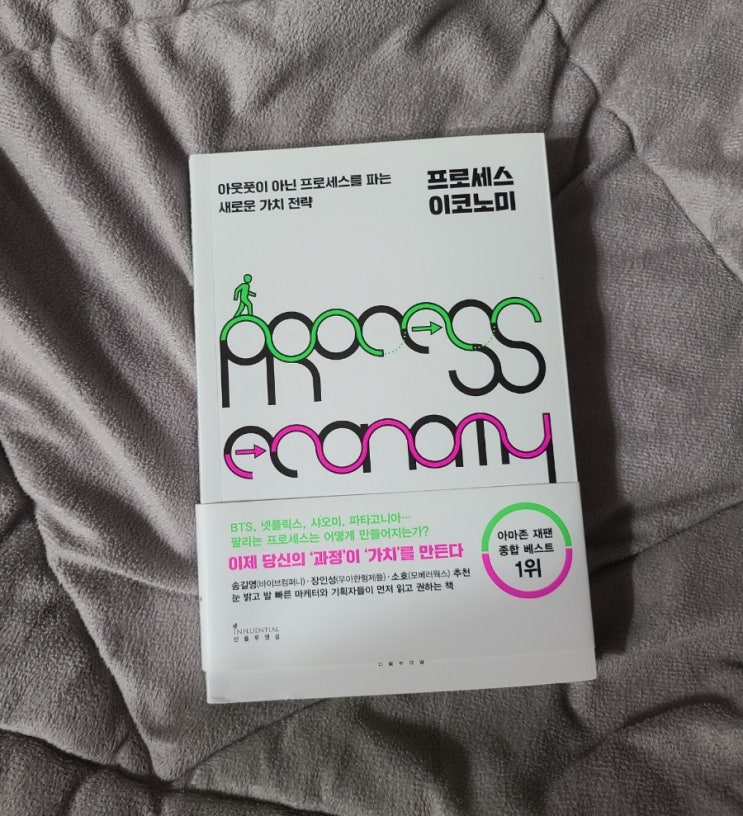 아웃풋이 아닌 프로세스를 파는
새로운 가치 전략
프로세스
이코노미
PROCESS
economy
BTS, 넷플릭스, 샤오미, 파타고니아…
팔리는 프로세스는 어떻게 만들어지는가?
이제 당신의 ‘과정’이 ‘가치’를 만든다
송길영(바이브컴퍼니)·장인성(우아한형제들)·소호(모베러웍스) 추천
눈 밝고 발 빠른 마케터와 기획자들이 먼저 읽고 권하는 책
아마존 재팬
종합 베스트
1위
INFLUENTIAL
인플루엔셜